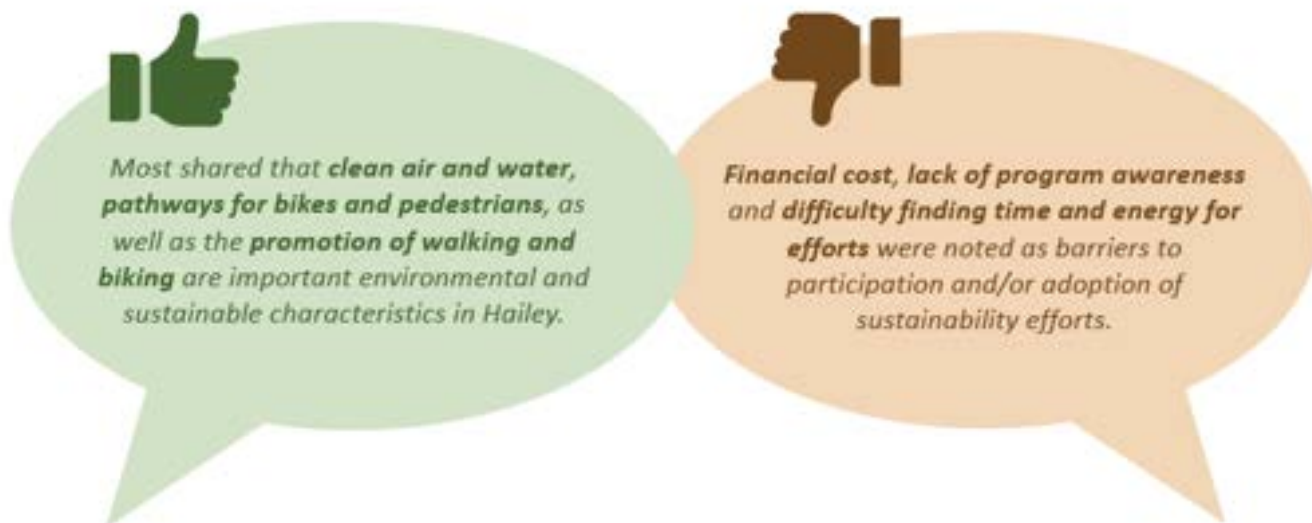 Most shared that clean air and water,
pathways for bikes and pedestrians, as
well as the promotion of walking and
biking are important environmental and
sustainable characteristics in Hailey.
Financial cost, lack of program awareness
and difficulty finding time and energy for
efforts were noted as barriers to
participation and/or adoption of
sustainability efforts.